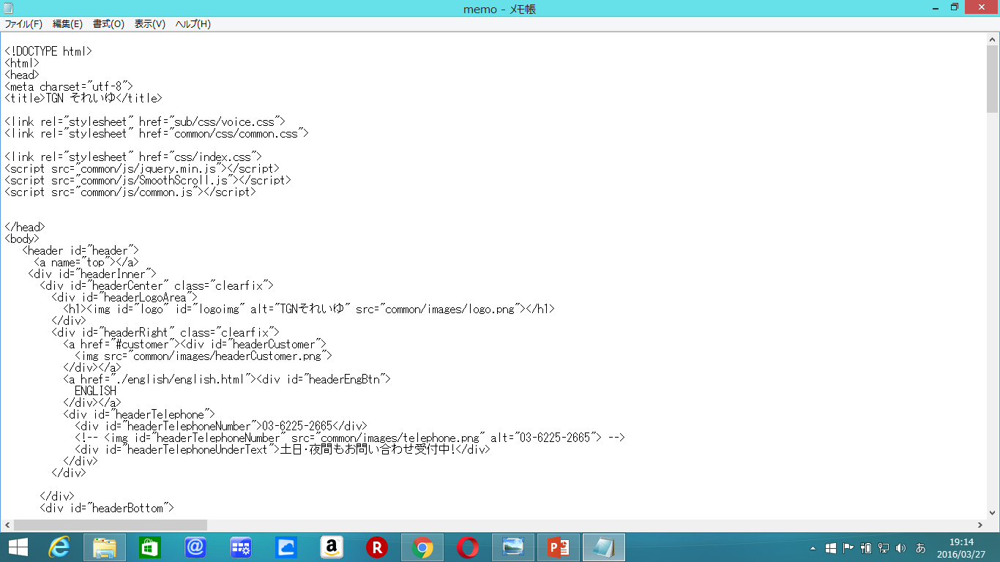 memo - メモ帳
ファイル(F) 編集(E) 書式(O) 表示(V) ヘルプ(H)
<!DOCTYPE html>
<html>
<head>
<meta charset="utf-8">
<title>TGN それいゆ</title>
<link rel="stylesheet" href="sub/css/voice.css">
<link rel="stylesheet" href="common/css/common.css">
<link rel="stylesheet" href="css/index.css">
<script src="common/js/jquery.min.js"></script>
<script src="common/js/SmoothScroll.js"></script>
<script src="common/js/common.js"></script>
</head>
<body>
<header id="header">
<a name="top"></a>
<div id="headerInner">
<div id="headerCenter" class="clearfix">
<div id="headerLogoArea">
<h1><img id="logo" id="logoimg" alt="TGNそれいゆ" src="common/images/logo.png"></h1>
</div>
<div id="headerRight" class="clearfix">
<a href="#customer"><div id="headerCustomer">
<img src="common/images/headerCustomer.png">
</div></a>
<a href="./english/english.html"><div id="headerEngBtn">
ENGLISH
</div></a>
<div id="headerTelephone">
<div id="headerTelephoneNumber">03-6225-2665</div>
<!-- <img id="headerTelephoneNumber" src="common/images/telephone.png" alt="03-6225-2665"> -->
<div id="headerTelephoneUnderText">土日・夜間もお問い合わせ受付中!</div>
</div>
</div>
</div>
<div id="headerBottom">
あ 19:14
2016/03/27